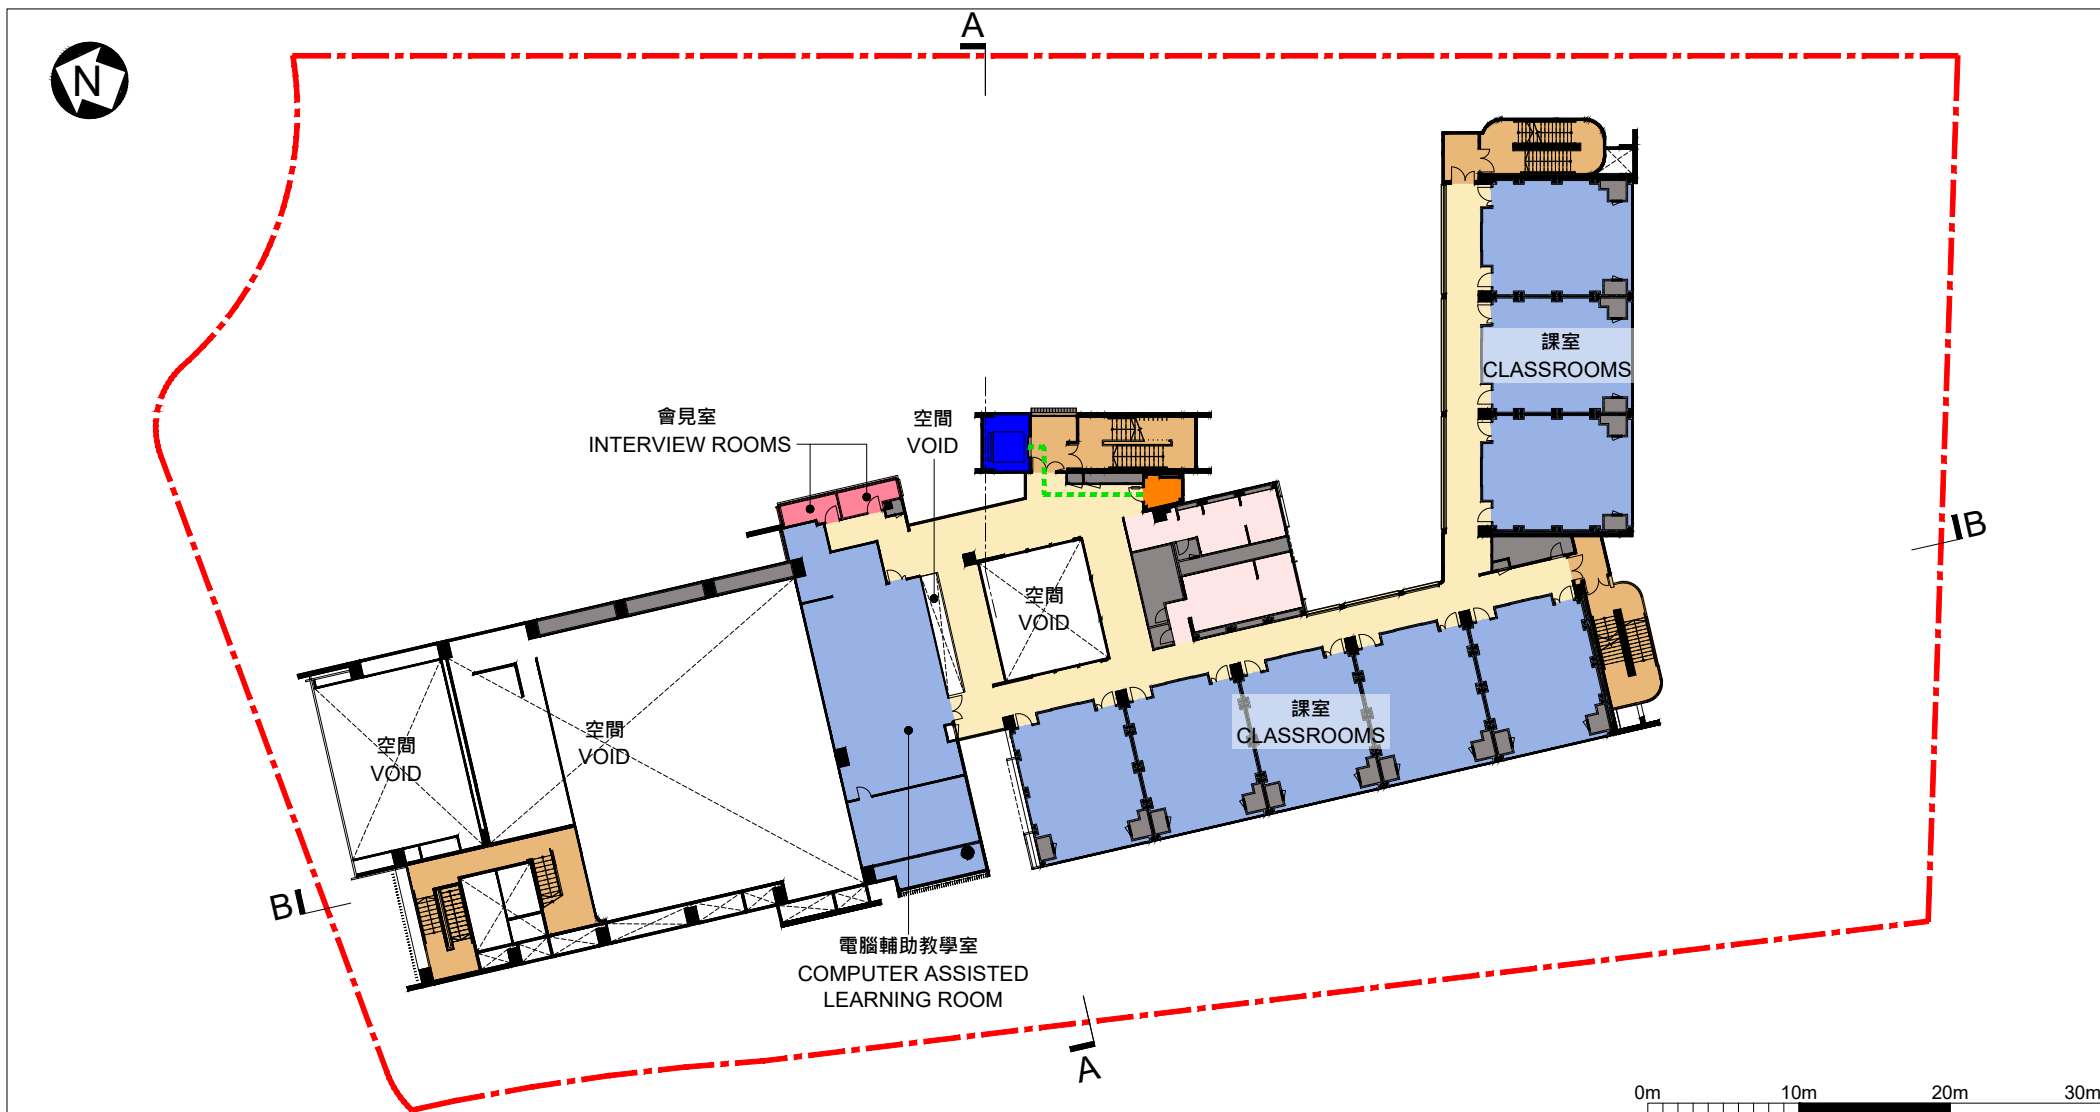 A
N
課室
CLASSROOMS
會見室
INTERVIEW ROOMS
空間
VOID
B
空間
VOID
課室
CLASSROOMS
空間
VOID
空間
VOID
B
電腦輔助教學室
COMPUTER ASSISTED
LEARNING ROOM
A
0m 10m 20m 30m